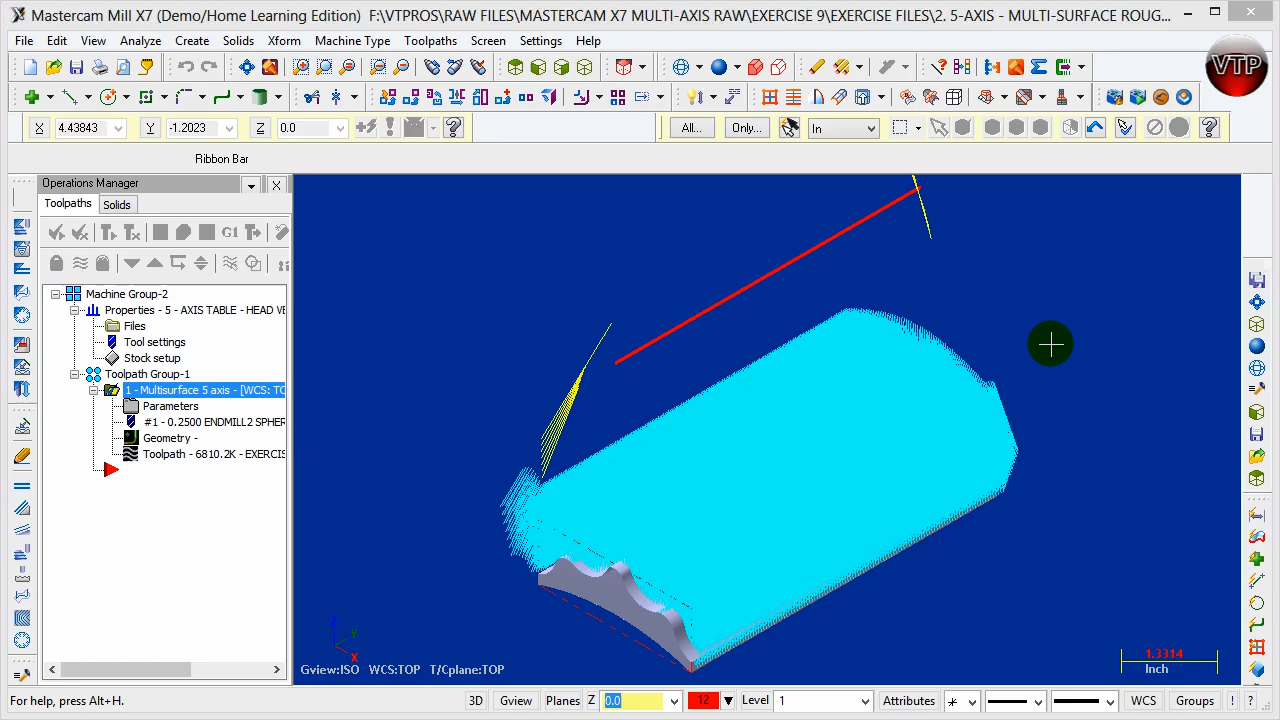 Mastercam Mill X7 (Demo/Home Learning Edition) F:\VTPROS\RAW FILES\MASTERCAM X7 MULTI-AXIS RAW\EXERCISE 9\EXERCISE FILES\2. 5-AXIS - MULTI-SURFACE ROUG...
File Edit View Analyze Create Solids Xform Machine Type Toolpaths Screen Settings Help
VTP
X 4.43843 Y -1.2023 Z 0.0 All... Only... In
Ribbon Bar
Operations Manager
Toolpaths Solids
G1
Machine Group-2
Properties - 5 - AXIS TABLE - HEAD VE
Files
Tool settings
Stock setup
Toolpath Group-1
1 - Multisurface 5 axis - [WCS: TO
Parameters
#1 - 0.2500 ENDMILL2 SPHER
Geometry -
Toolpath - 6810.2K - EXERCIS
Z
Y
X
Gview:ISO WCS:TOP T/Cplane:TOP
1.3314
Inch
For help, press Alt+H. 3D Gview Planes Z 0.0 12 Level 1 Attributes WCS Groups ! ?